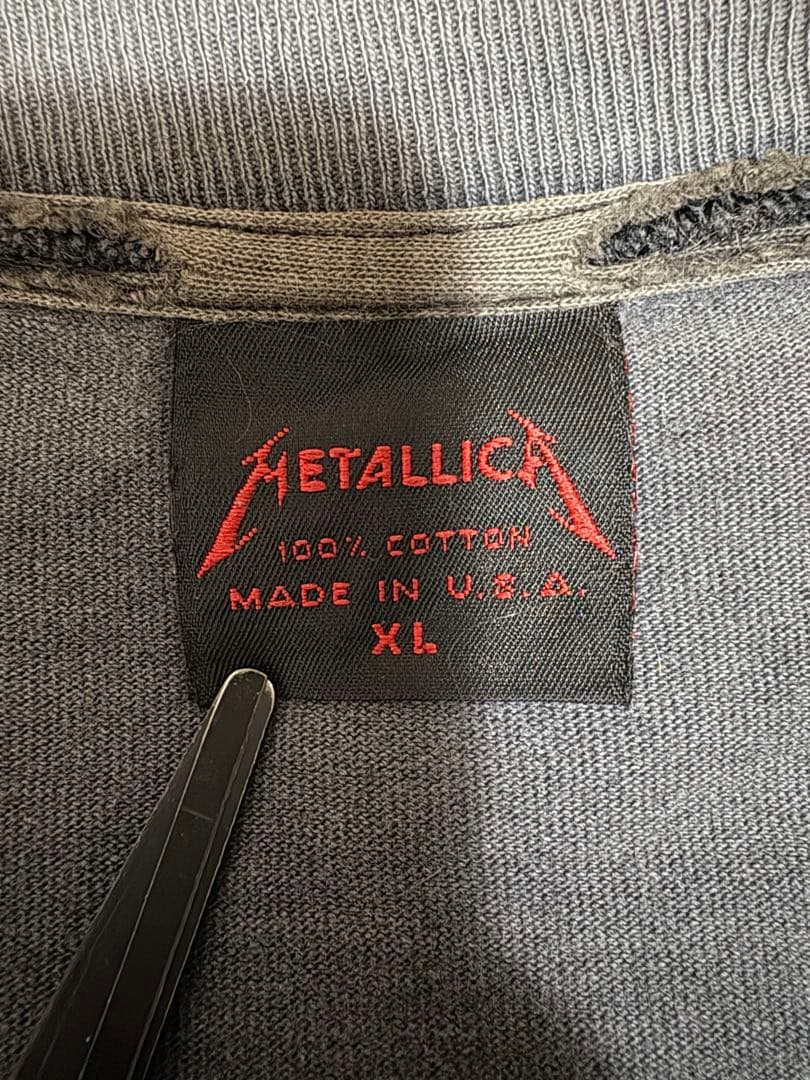 METALLICA
100% COTTON
MADE IN U.S.A.
XL